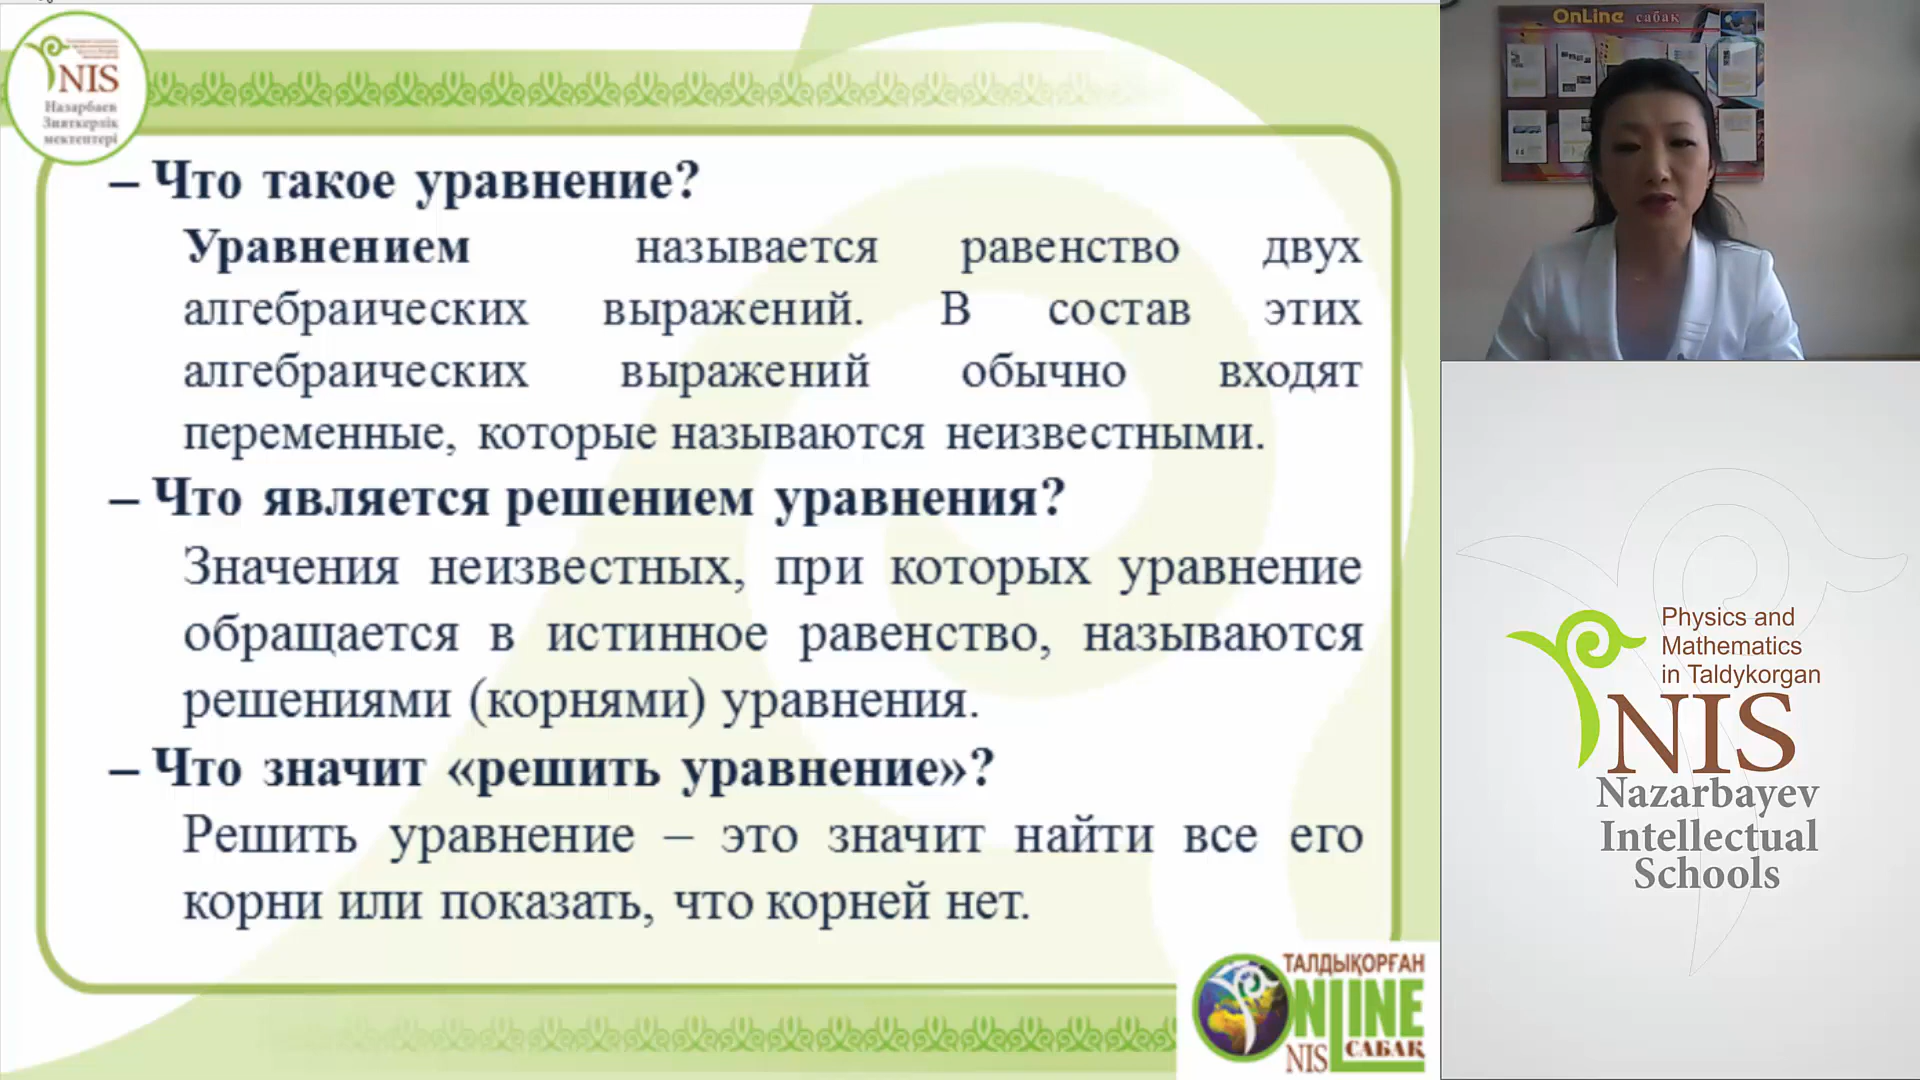 NIS
Назарбаев
Зияткерлік
мектептері
– Что такое уравнение?
Уравнением называется равенство двух
алгебраических выражений. В состав этих
алгебраических выражений обычно входят
переменные, которые называются неизвестными.
– Что является решением уравнения?
Значения неизвестных, при которых уравнение
обращается в истинное равенство, называются
решениями (корнями) уравнения.
– Что значит «решить уравнение»?
Решить уравнение – это значит найти все его
корни или показать, что корней нет.
ТАЛДЫҚОРҒАН
ONLINE
NIS САБАҚ
OnLine сабақ
Physics and
Mathematics
in Taldykorgan
NIS
Nazarbayev
Intellectual
Schools